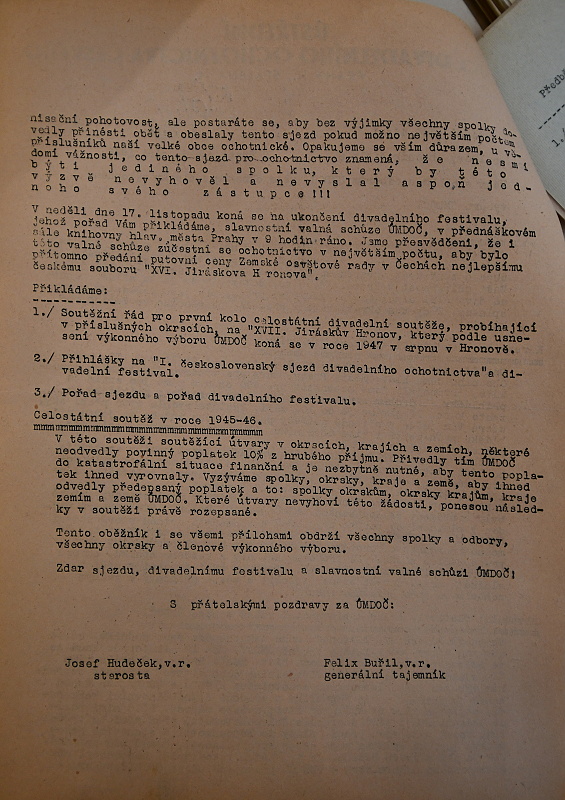 nisační pohotovost, ale postaráte se, aby bez výjimky všechny spolky do-
vedly přinésti oběť a obeslaly tento sjezd pokud možno největším počtem
příslušníků naší velké obce ochotnické. Opakujeme se vším důrazem, u vě-
domí vážnosti, co tento sjezd pro ochotnictvo znamená, že nesmí
býti jediného spolku, který by této
výzvě nevyhověl a nevyslal aspoň jed-
noho svého zástupce!!!
V neděli dne 17. listopadu koná se na ukončení divadelního festivalu,
jehož pořad Vám přikládáme, slavnostní valná schůze ÚMDOČ, v přednáškovém
sále knihovny hlav. města Prahy v 9 hodin ráno. Jsme přesvědčeni, že i
této valné schůze zúčestní se ochotnictvo v největším počtu, aby bylo
přítomno předání putovní ceny Zemské osvětové rady v Čechách nejlepšímu
českému souboru "XVI. Jiráskova Hronova".
Přikládáme:
1./ Soutěžní řád pro první kolo celostátní divadelní soutěže, probíhající
v příslušných okrscích, na "XVII. Jiráskův Hronov, který podle usne-
sení výkonného výboru ÚMDOČ koná se v roce 1947 v srpnu v Hronově.
2./ Přihlášky na "I. československý sjezd divadelního ochotnictva"a di-
vadelní festival.
3./ Pořad sjezdu a pořad divadelního festivalu.
Celostátní soutěž v roce 1945-46.
V této soutěži soutěžící útvary v okrscích, krajích a zemích, některé
neodvedly povinný poplatek 10% z hrubého příjmu. Přivedly tím ÚMDOČ
do katastrofální situace finanční a je nezbytně nutné, aby tento popla-
tek ihned vyrovnaly. Vyzýváme spolky, okrsky, kraje a země, aby ihned
odvedly předepsaný poplatek a to: spolky okrskům, okrsky krajům, kraje
zemím a země ÚMDOČ. Které útvary nevyhoví této žádosti, ponesou násled-
ky v soutěži právě rozepsané.
Tento oběžník i se všemi přílohami obdrží všechny spolky a odbory,
všechny okrsky a členové výkonného výboru.
Zdar sjezdu, divadelnímu festivalu a slavnostní valné schůzi ÚMDOČ!
S přátelskými pozdravy za ÚMDOČ:
Josef Hudeček,v.r. Felix Buřil,v.r.
starosta generální tajemník
Předbě
1./